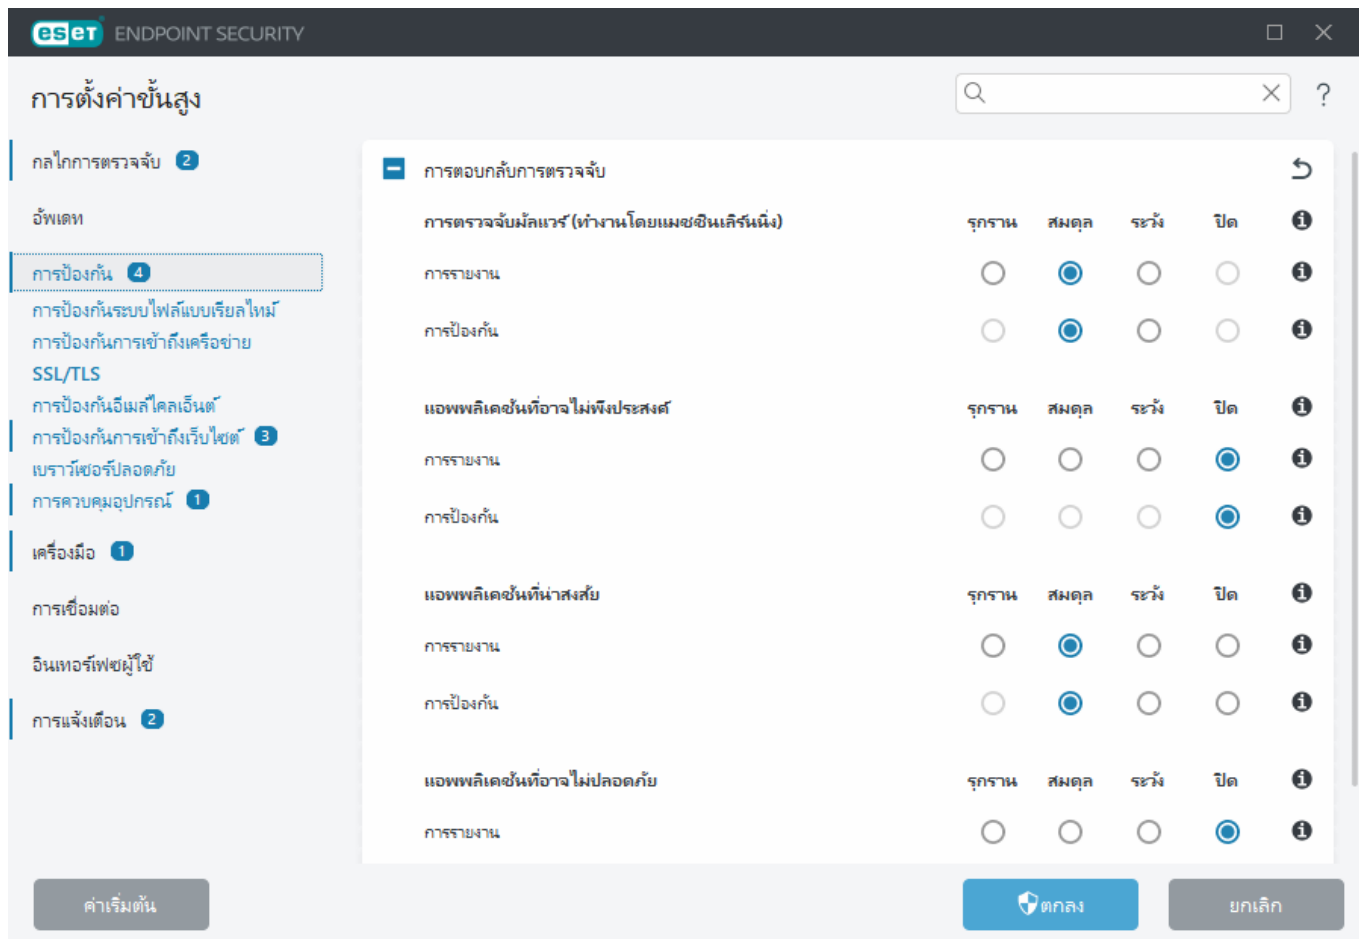 eset ENDPOINT SECURITY
การตั้งค่าขั้นสูง
?
กลไกการตรวจจับ 2
อัพเดท
การป้องกัน 4
การป้องกันระบบไฟล์แบบเรียลไทม์
การป้องกันการเข้าถึงเครือข่าย
SSL/TLS
การป้องกันอีเมล์ไคลเอ็นต์
การป้องกันการเข้าถึงเว็บไซต์ 3
เบราว์เซอร์ปลอดภัย
การควบคุมอุปกรณ์ 1
เครื่องมือ 1
การเชื่อมต่อ
อินเทอร์เฟซผู้ใช้
การแจ้งเตือน 2
การตอบกลับการตรวจจับ
การตรวจจับมัลแวร์ (ทำงานโดยแมชชีนเลิร์นนิ่ง) รุกราน สมดุล ระวัง ปิด
การรายงาน
การป้องกัน
แอพพลิเคชันที่อาจไม่พึงประสงค์ รุกราน สมดุล ระวัง ปิด
การรายงาน
การป้องกัน
แอพพลิเคชันที่น่าสงสัย รุกราน สมดุล ระวัง ปิด
การรายงาน
การป้องกัน
แอพพลิเคชันที่อาจไม่ปลอดภัย รุกราน สมดุล ระวัง ปิด
การรายงาน
ค่าเริ่มต้น ตกลง ยกเลิก